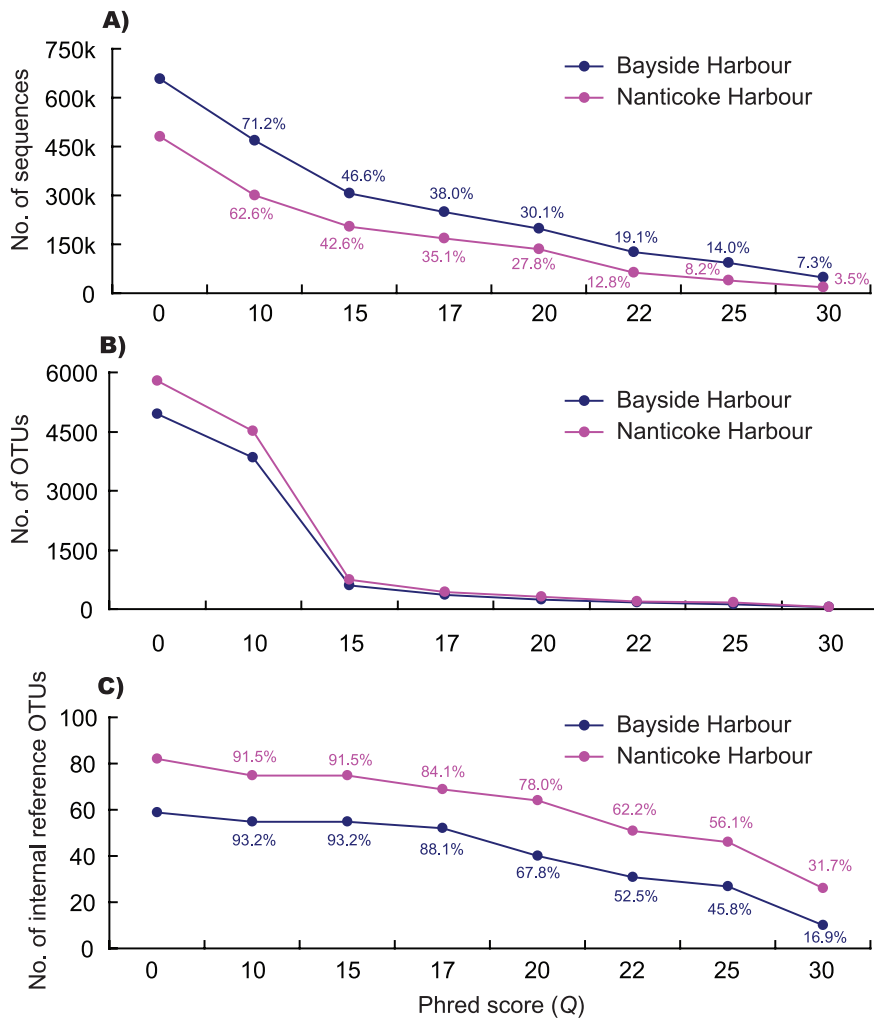 A)
No. of sequences
750k
600k
450k
300k
150k
0
Bayside Harbour
Nanticoke Harbour
71.2%
46.6%
38.0%
30.1%
19.1%
14.0%
7.3%
62.6%
42.6%
35.1%
27.8%
12.8%
8.2%
3.5%
0 10 15 17 20 22 25 30
B)
No. of OTUs
6000
4500
3000
1500
0
Bayside Harbour
Nanticoke Harbour
0 10 15 17 20 22 25 30
C)
No. of internal reference OTUs
100
80
60
40
20
0
Bayside Harbour
Nanticoke Harbour
91.5%
91.5%
84.1%
78.0%
62.2%
56.1%
31.7%
93.2%
93.2%
88.1%
67.8%
52.5%
45.8%
16.9%
0 10 15 17 20 22 25 30
Phred score (Q)